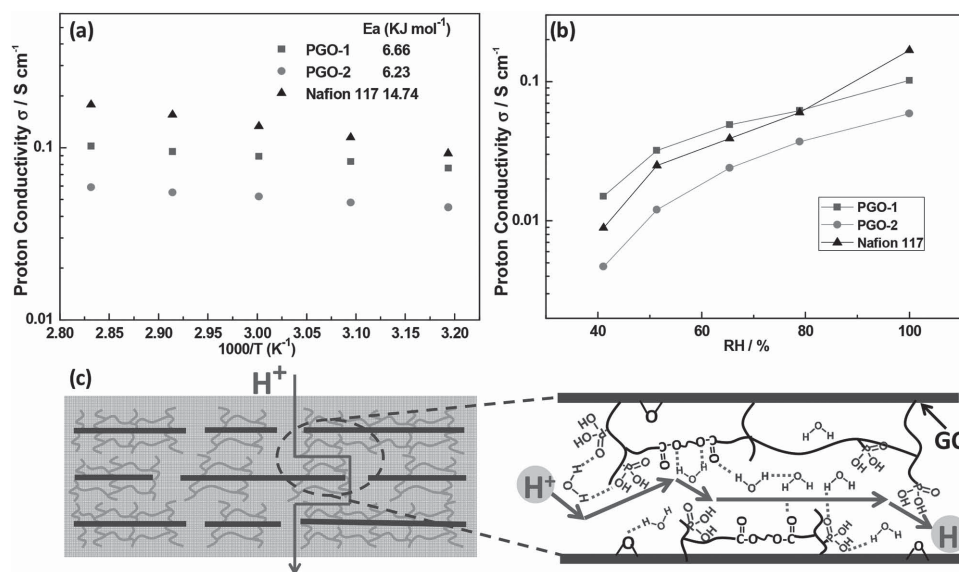 (a)
Ea (KJ mol⁻¹)
PGO-1 6.66
PGO-2 6.23
Nafion 117 14.74
Proton Conductivity σ / S cm⁻¹
0.1
0.01
2.80 2.85 2.90 2.95 3.00 3.05 3.10 3.15 3.20
1000/T (K⁻¹)
(b)
Proton Conductivity σ / S cm⁻¹
0.1
0.01
PGO-1
PGO-2
Nafion 117
40 50 60 70 80 90 100
RH / %
(c)
H⁺
GO
H⁺
H